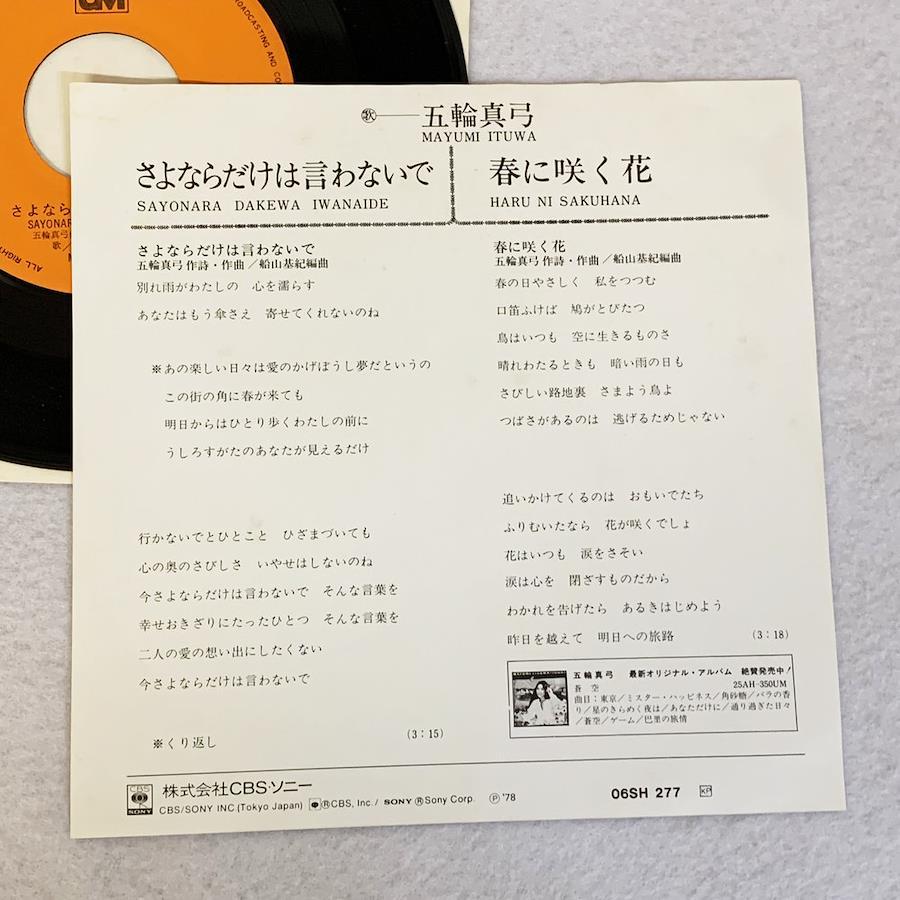 ROADCASTING AND CO
さよなら
SAYONARA
五輪真弓
歌
ALL RIGH
歌 五輪真弓
MAYUMI ITUWA
さよならだけは言わないで
SAYONARA DAKEWA IWANAIDE
春に咲く花
HARU NI SAKUHANA
さよならだけは言わないで
五輪真弓 作詩・作曲／船山基紀編曲
別れ雨がわたしの 心を濡らす
あなたはもう傘さえ 寄せてくれないのね
※あの楽しい日々は愛のかげぼうし夢だというの
この街の角に春が来ても
明日からはひとり歩くわたしの前に
うしろすがたのあなたが見えるだけ
行かないでとひとこと ひざまづいても
心の奥のさびしさ いやせはしないのね
今さよならだけは言わないで そんな言葉を
幸せおきざりにたったひとつ そんな言葉を
二人の愛の想い出にしたくない
今さよならだけは言わないで
※くり返し
(3：15)
春に咲く花
五輪真弓 作詩・作曲／船山基紀編曲
春の日やさしく 私をつつむ
口笛ふけば 鳩がとびたつ
鳥はいつも 空に生きるものさ
晴れわたるときも 暗い雨の日も
さびしい路地裏 さまよう鳥よ
つばさがあるのは 逃げるためじゃない
追いかけてくるのは おもいでたち
ふりむいたなら 花が咲くでしょ
花はいつも 涙をさそい
涙は心を 閉ざすものだから
わかれを告げたら あるきはじめよう
昨日を越えて 明日への旅路
(3：18)
五輪真弓 最新オリジナル・アルバム 絶賛発売中！
蒼空 25AH-350UM
曲目：東京／ミスター・ハッピネス／角砂糖／バラの香
り／星のきらめく夜は／あなただけに／通り過ぎた日々
／蒼空／ゲーム／巴里の旅情
CBS
SONY
株式会社CBS・ソニー
CBS/SONY INC (Tokyo Japan) ®CBS, Inc. / SONY ®Sony Corp. Ⓟ '78
06SH 277 KP